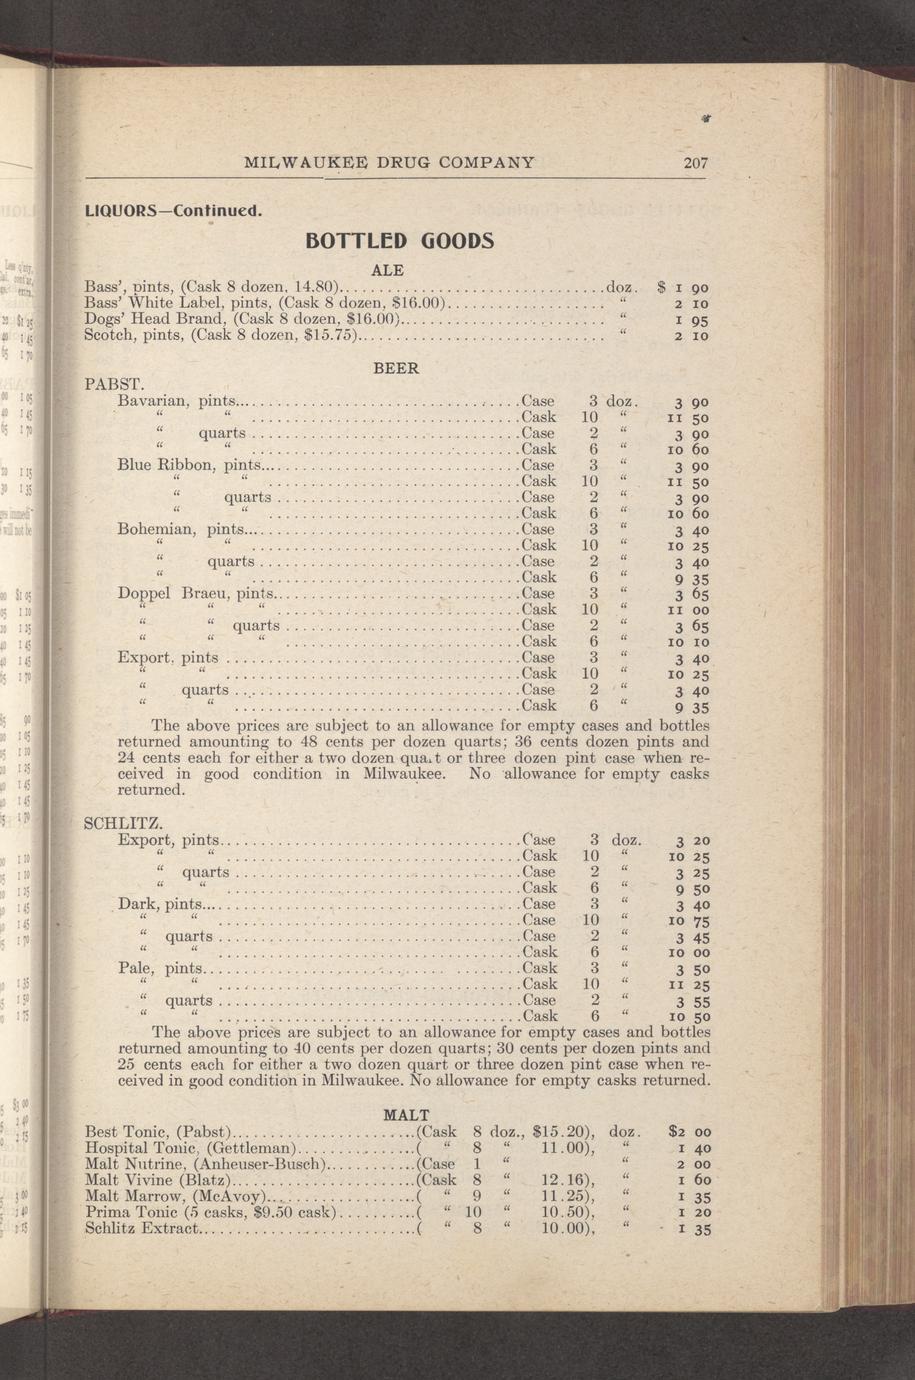 MILWAUKEE DRUG COMPANY 207
LIQUORS—Continued.
BOTTLED GOODS
ALE
Bass', pints, (Cask 8 dozen, 14.80)..............................doz. $ 1 90
Bass' White Label, pints, (Cask 8 dozen, $16.00)................. “ 2 10
Dogs' Head Brand, (Cask 8 dozen, $16.00)........................ “ 1 95
Scotch, pints, (Cask 8 dozen, $15.75)............................ “ 2 10
BEER
PABST.
Bavarian, pints..................................Case 3 doz. 3 90
“ “ ..................................Cask 10 “ 11 50
“ quarts ..................................Case 2 “ 3 90
“ “ ..................................Cask 6 “ 10 60
Blue Ribbon, pints..............................Case 3 “ 3 90
“ “ ..............................Cask 10 “ 11 50
“ quarts ..............................Case 2 “ 3 90
“ “ ..............................Cask 6 “ 10 60
Bohemian, pints.................................Case 3 “ 3 40
“ “ .................................Cask 10 “ 10 25
“ quarts .................................Case 2 “ 3 40
“ “ .................................Cask 6 “ 9 35
Doppel Braeu, pints.............................Case 3 “ 3 65
“ “ “ .............................Cask 10 “ 11 00
“ “ quarts .............................Case 2 “ 3 65
“ “ “ .............................Cask 6 “ 10 10
Export, pints ..................................Case 3 “ 3 40
“ “ ..................................Cask 10 “ 10 25
“ quarts ..................................Case 2 “ 3 40
“ “ ..................................Cask 6 “ 9 35
The above prices are subject to an allowance for empty cases and bottles
returned amounting to 48 cents per dozen quarts; 36 cents dozen pints and
24 cents each for either a two dozen quart or three dozen pint case when re-
ceived in good condition in Milwaukee. No allowance for empty casks
returned.
SCHLITZ.
Export, pints...................................Case 3 doz. 3 20
“ “ ...................................Cask 10 “ 10 25
“ quarts ...................................Case 2 “ 3 25
“ “ ...................................Cask 6 “ 9 50
Dark, pints.....................................Case 3 “ 3 40
“ “ .....................................Case 10 “ 10 75
“ quarts .....................................Case 2 “ 3 45
“ “ .....................................Cask 6 “ 10 00
Pale, pints.....................................Cask 3 “ 3 50
“ “ .....................................Cask 10 “ 11 25
“ quarts .....................................Case 2 “ 3 55
“ “ .....................................Cask 6 “ 10 50
The above prices are subject to an allowance for empty cases and bottles
returned amounting to 40 cents per dozen quarts; 30 cents per dozen pints and
25 cents each for either a two dozen quart or three dozen pint case when re-
ceived in good condition in Milwaukee. No allowance for empty casks returned.
MALT
Best Tonic, (Pabst)......................(Cask 8 doz., $15.20), doz. $2 00
Hospital Tonic, (Gettleman)..............( “ 8 “ 11.00), “ 1 40
Malt Nutrine, (Anheuser-Busch)...........(Case 1 “ “ 2 00
Malt Vivine (Blatz)......................(Cask 8 “ 12.16), “ 1 60
Malt Marrow, (McAvoy)..................( “ 9 “ 11.25), “ 1 35
Prima Tonic (5 casks, $9.50 cask)..........( “ 10 “ 10.50), “ 1 20
Schlitz Extract..........................( “ 8 “ 10.00), “ 1 35